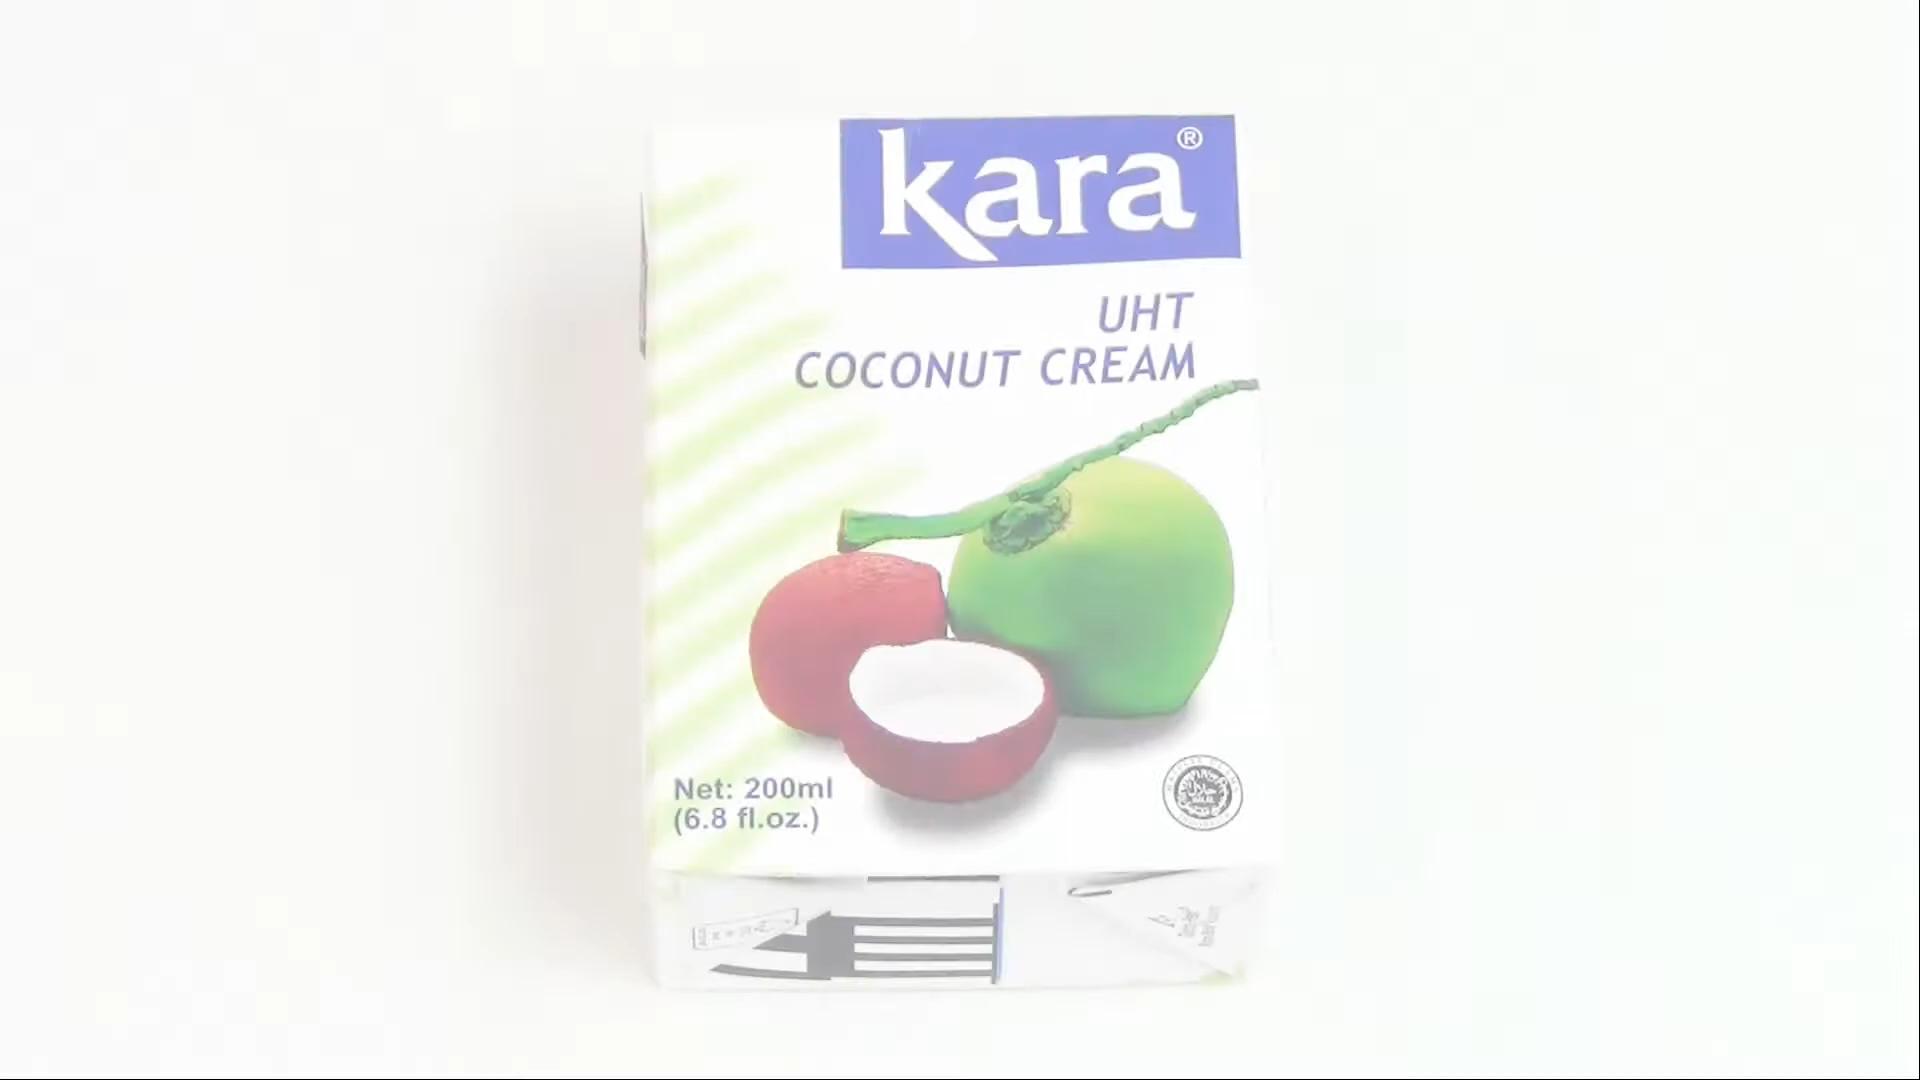 kara®
UHT
COCONUT CREAM
Net: 200ml
(6.8 fl.oz.)